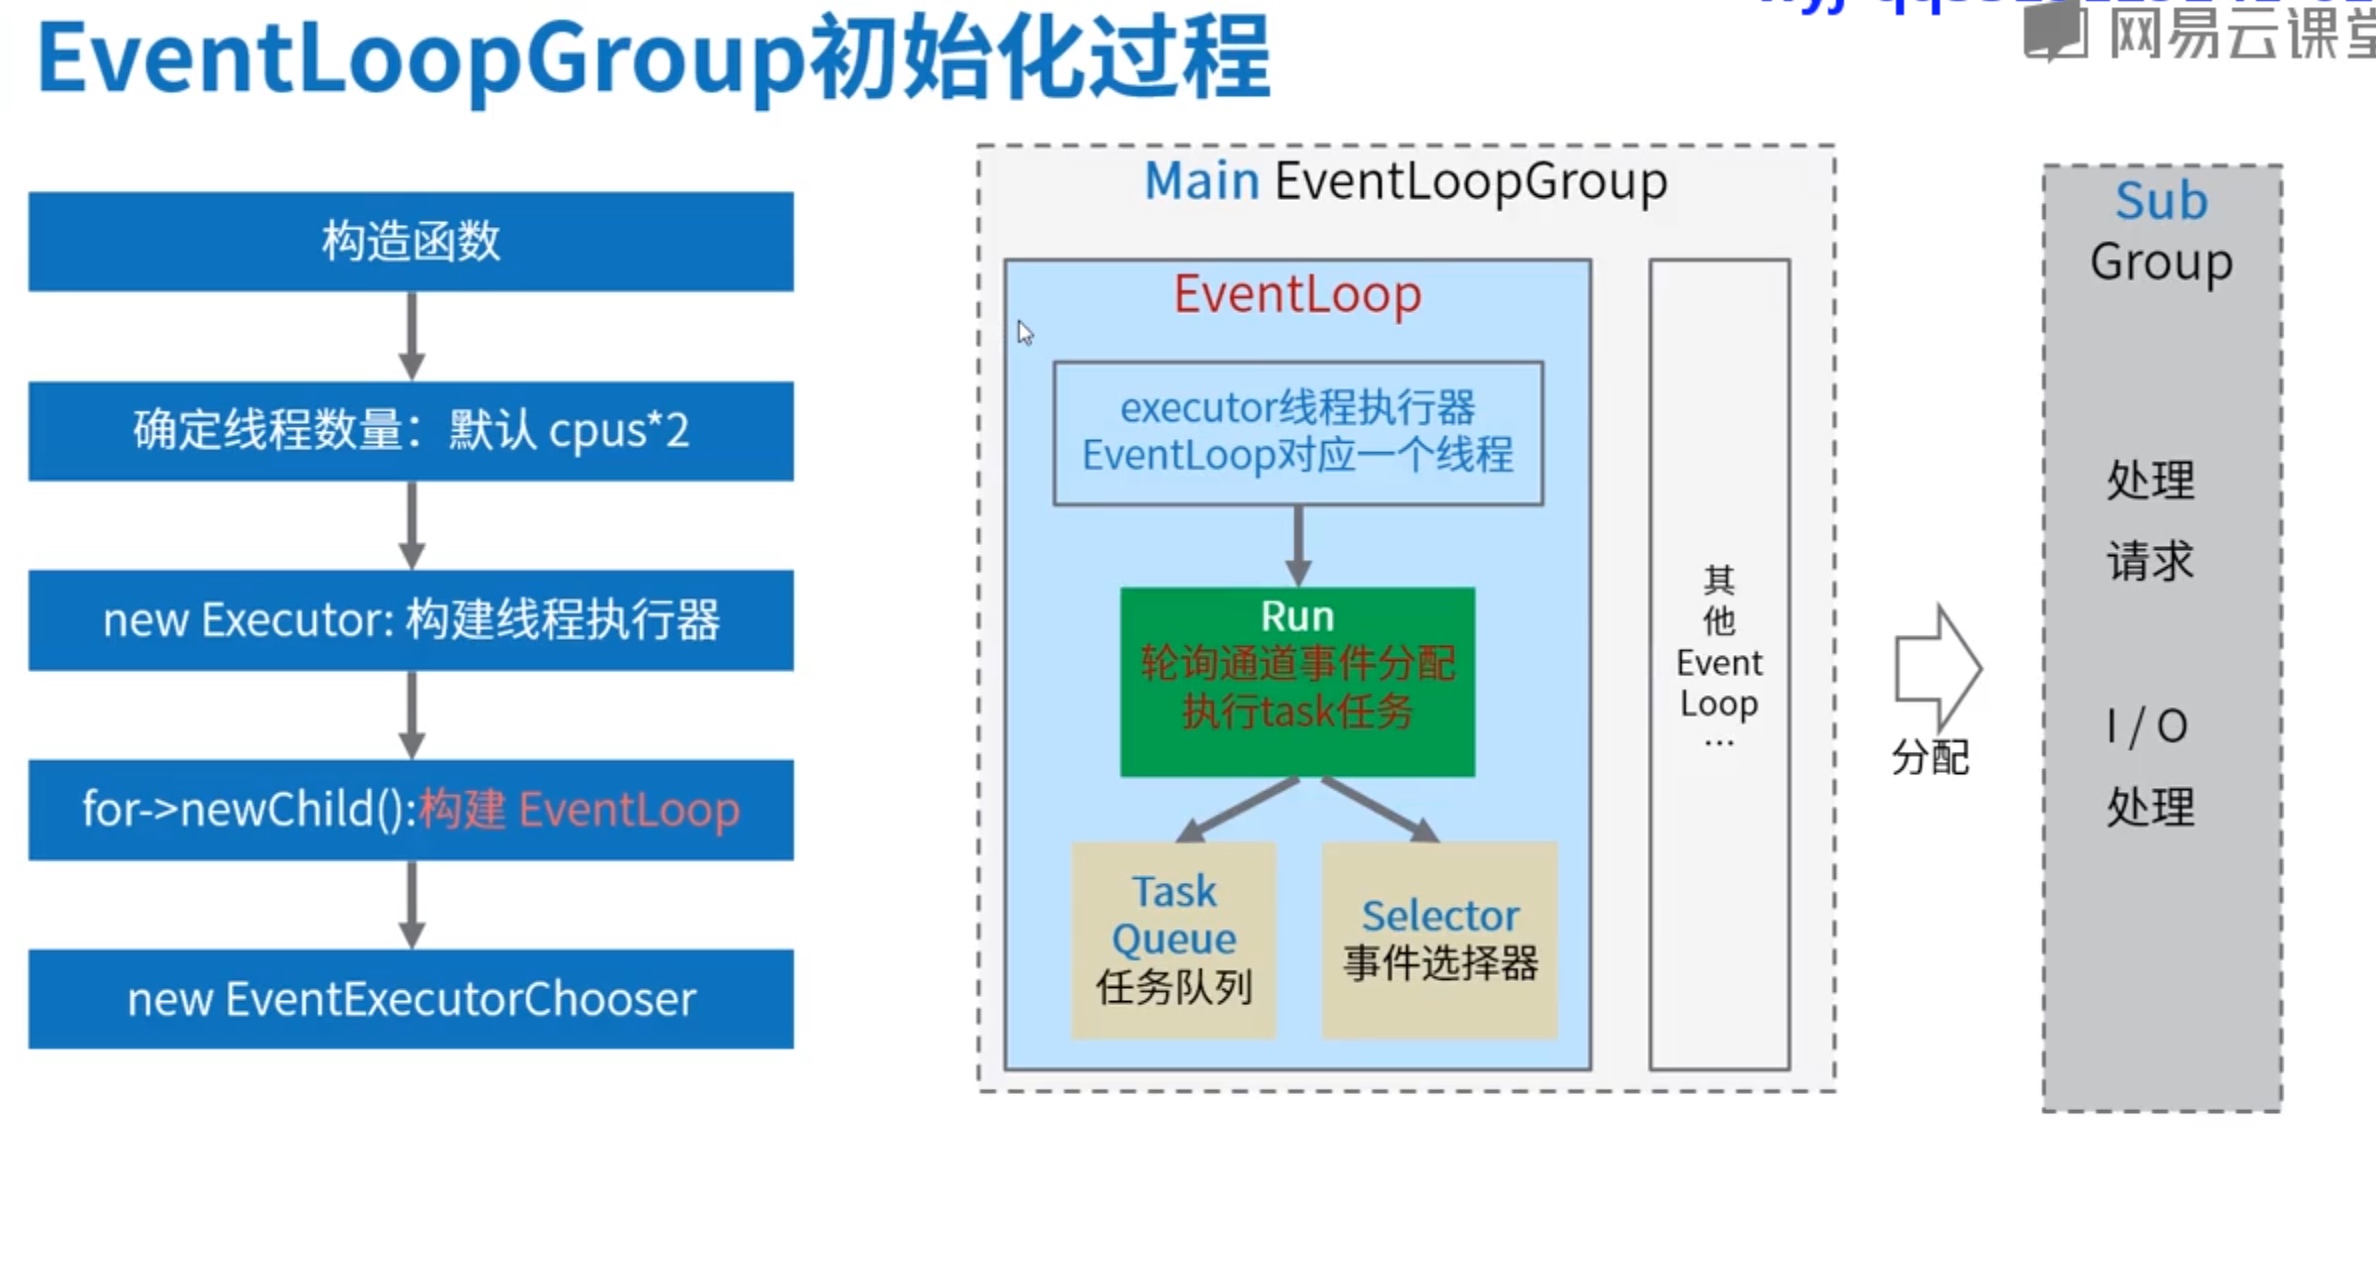 EventLoopGroup初始化过程
网易云课堂
构造函数
确定线程数量：默认 cpus*2
new Executor: 构建线程执行器
for->newChild():构建 EventLoop
new EventExecutorChooser
Main EventLoopGroup
EventLoop
executor线程执行器
EventLoop对应一个线程
Run
轮询通道事件分配
执行task任务
Task
Queue
任务队列
Selector
事件选择器
其
他
Event
Loop
...
分配
Sub
Group
处理
请求
I / O
处理